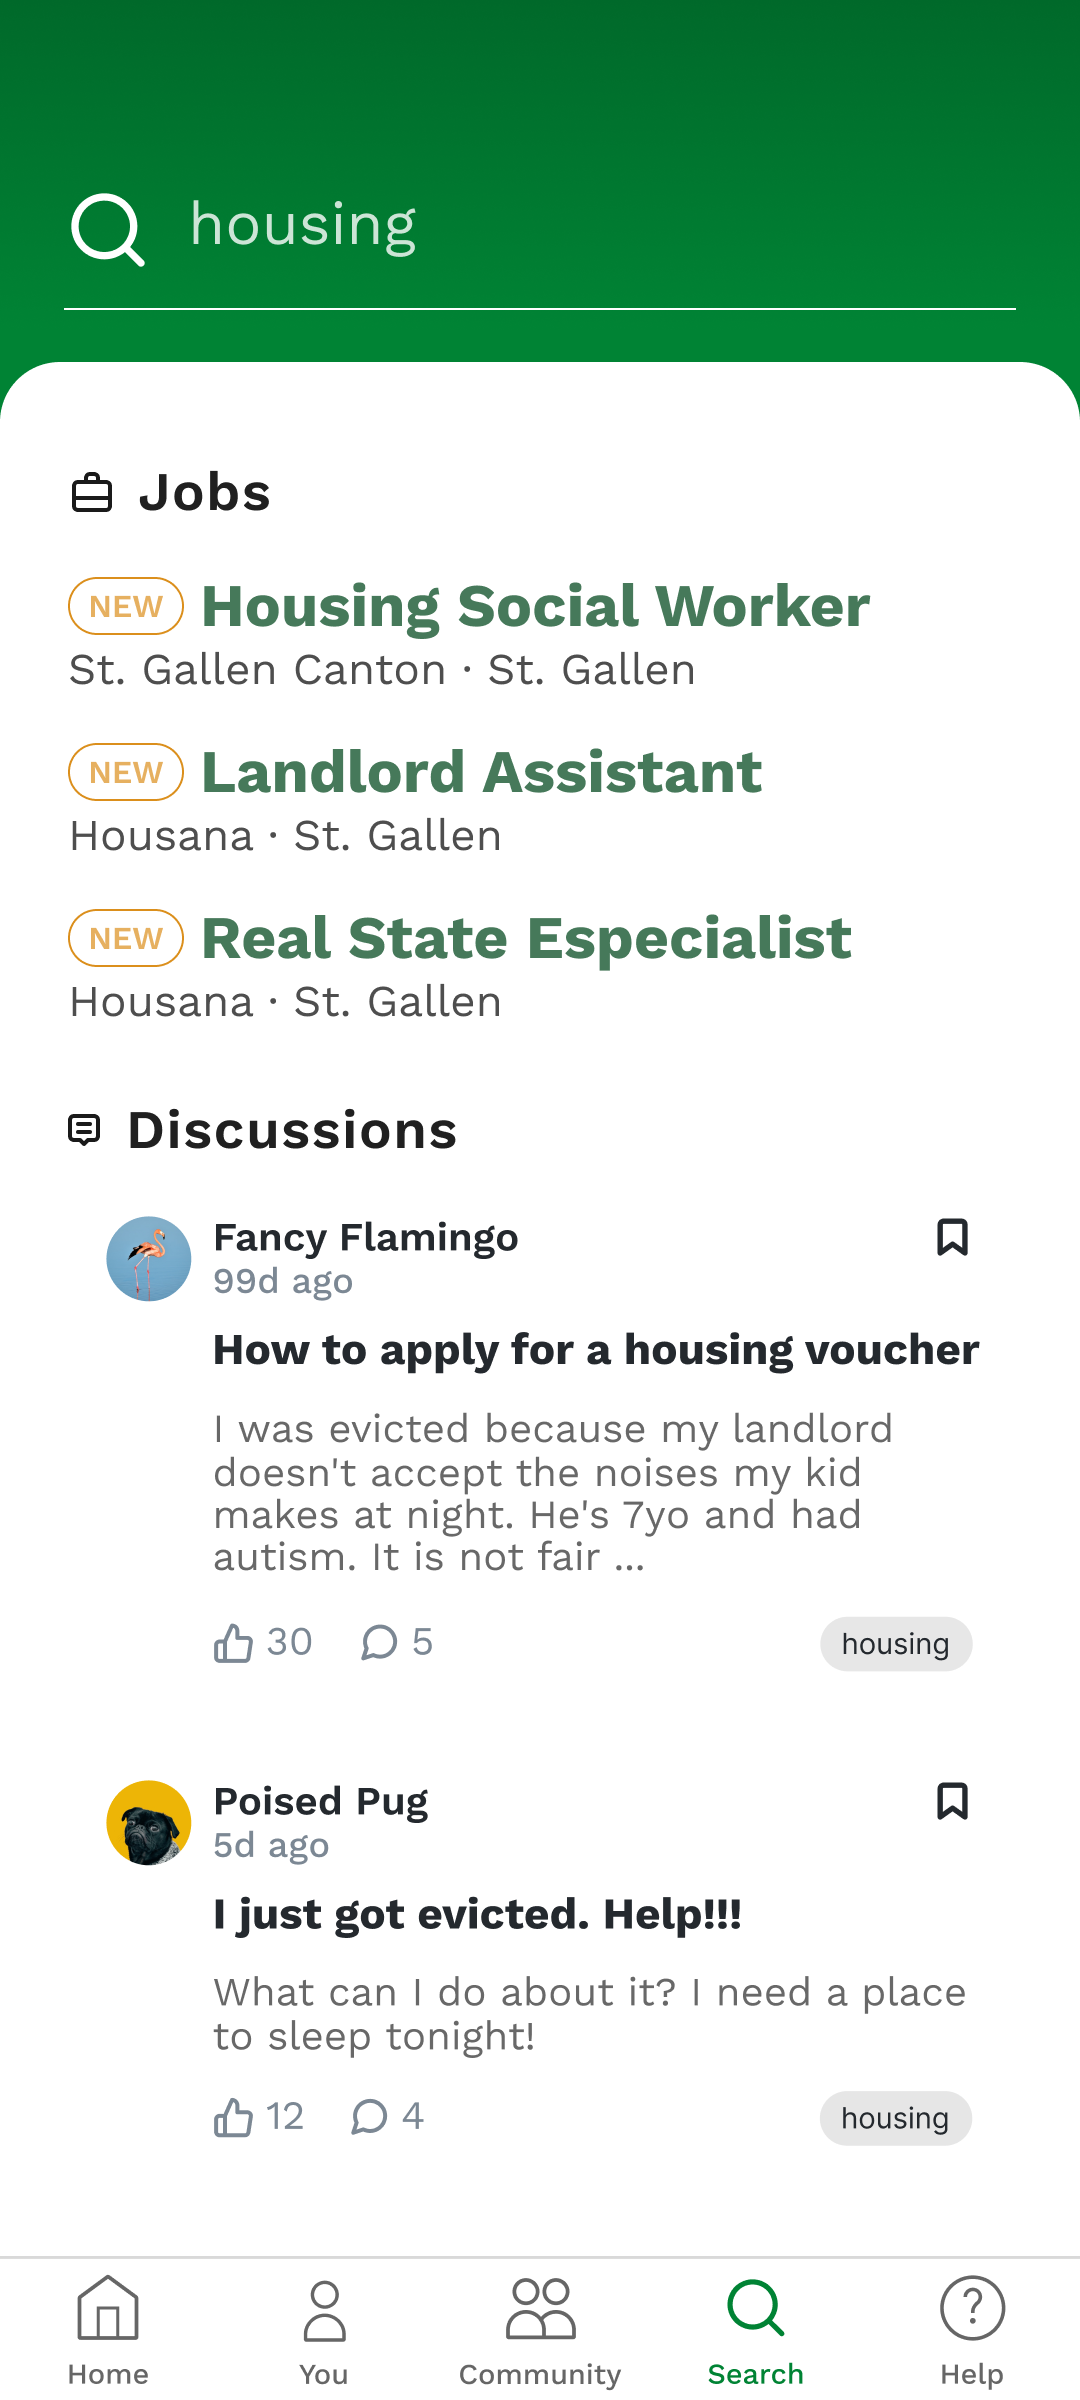 housing
Jobs
NEW Housing Social Worker
St. Gallen Canton · St. Gallen
NEW Landlord Assistant
Housana · St. Gallen
NEW Real State Especialist
Housana · St. Gallen
Discussions
Fancy Flamingo
99d ago
How to apply for a housing voucher
I was evicted because my landlord
doesn't accept the noises my kid
makes at night. He's 7yo and had
autism. It is not fair ...
30 5 housing
Poised Pug
5d ago
I just got evicted. Help!!!
What can I do about it? I need a place
to sleep tonight!
12 4 housing
Home You Community Search Help